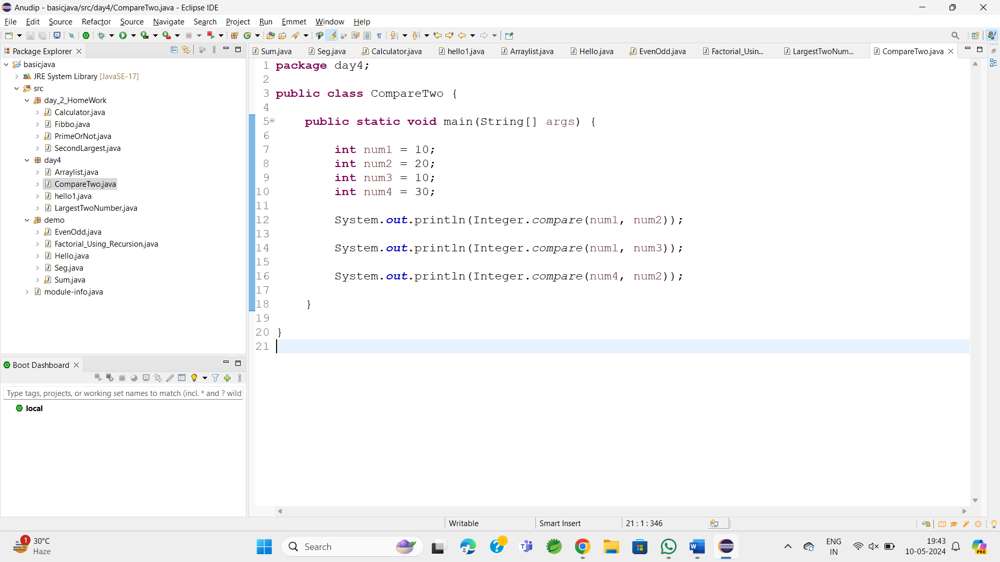 Anudip - basicjava/src/day4/CompareTwo.java - Eclipse IDE
File Edit Source Refactor Source Navigate Search Project Run Emmet Window Help
Package Explorer
basicjava
JRE System Library [JavaSE-17]
src
day_2_HomeWork
Calculator.java
Fibbo.java
PrimeOrNot.java
SecondLargest.java
day4
Arraylist.java
CompareTwo.java
hello1.java
LargestTwoNumber.java
demo
EvenOdd.java
Factorial_Using_Recursion.java
Hello.java
Seg.java
Sum.java
module-info.java
Boot Dashboard
Type tags, projects, or working set names to match (incl. * and ? wild
local
Sum.java Seg.java Calculator.java hello1.java Arraylist.java Hello.java EvenOdd.java Factorial_Usin... LargestTwoNum... CompareTwo.java
1 package day4;
2
3 public class CompareTwo {
4
5 public static void main(String[] args) {
6
7 int num1 = 10;
8 int num2 = 20;
9 int num3 = 10;
10 int num4 = 30;
11
12 System.out.println(Integer.compare(num1, num2));
13
14 System.out.println(Integer.compare(num1, num3));
15
16 System.out.println(Integer.compare(num4, num2));
17
18 }
19
20 }
21
Writable Smart Insert 21 : 1 : 346
1 30°C
Haze
Search
ENG
IN
19:43
10-05-2024
PRE